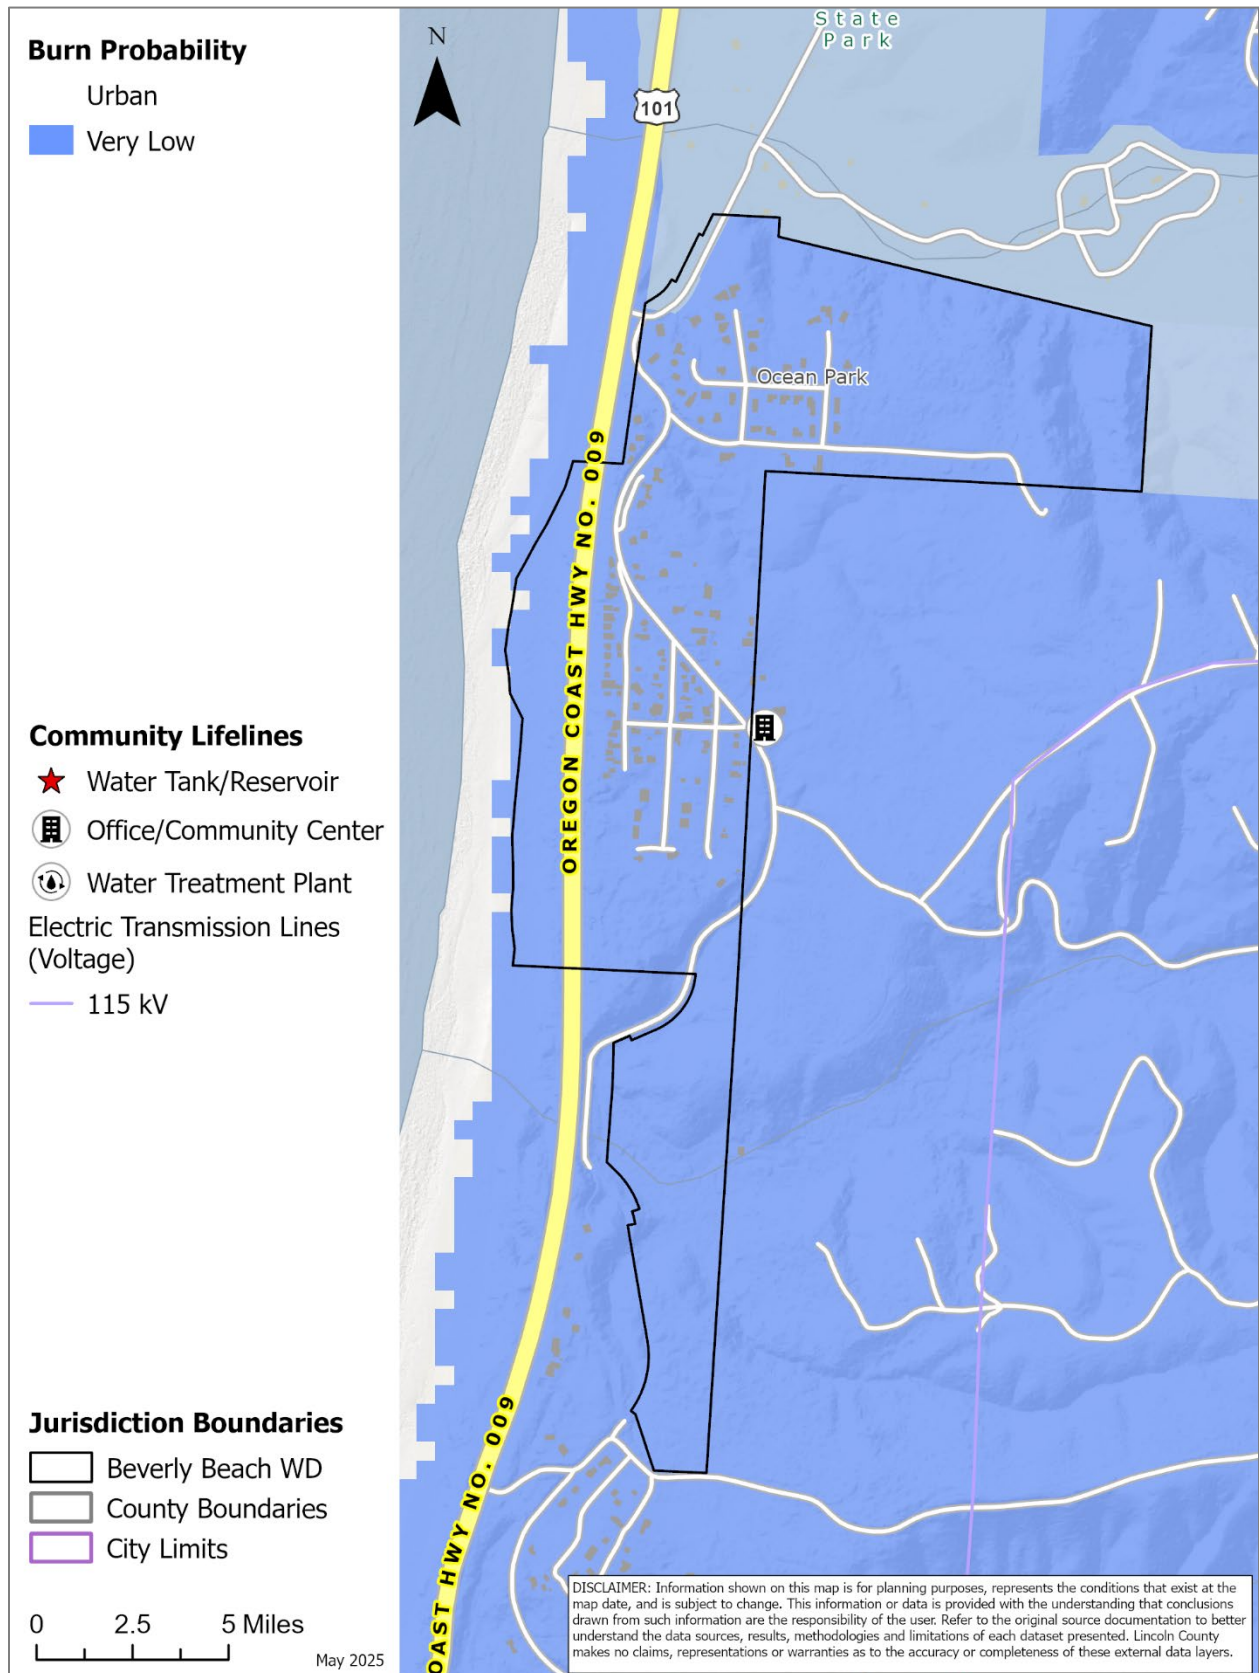 Burn Probability
Urban
Very Low
Community Lifelines
Water Tank/Reservoir
Office/Community Center
Water Treatment Plant
Electric Transmission Lines
(Voltage)
115 kV
Jurisdiction Boundaries
Beverly Beach WD
County Boundaries
City Limits
0 2.5 5 Miles
May 2025
N
State
Park
101
Ocean Park
OREGON COAST HWY NO. 009
OAST HWY NO. 009
DISCLAIMER: Information shown on this map is for planning purposes, represents the conditions that exist at the
map date, and is subject to change. This information or data is provided with the understanding that conclusions
drawn from such information are the responsibility of the user. Refer to the original source documentation to better
understand the data sources, results, methodologies and limitations of each dataset presented. Lincoln County
makes no claims, representations or warranties as to the accuracy or completeness of these external data layers.